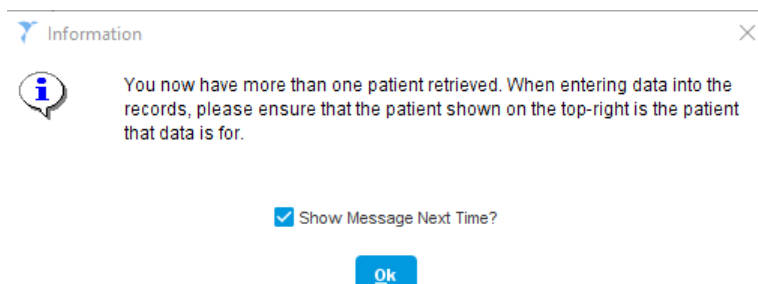 Information
You now have more than one patient retrieved. When entering data into the
records, please ensure that the patient shown on the top-right is the patient
that data is for.
Show Message Next Time?
Ok